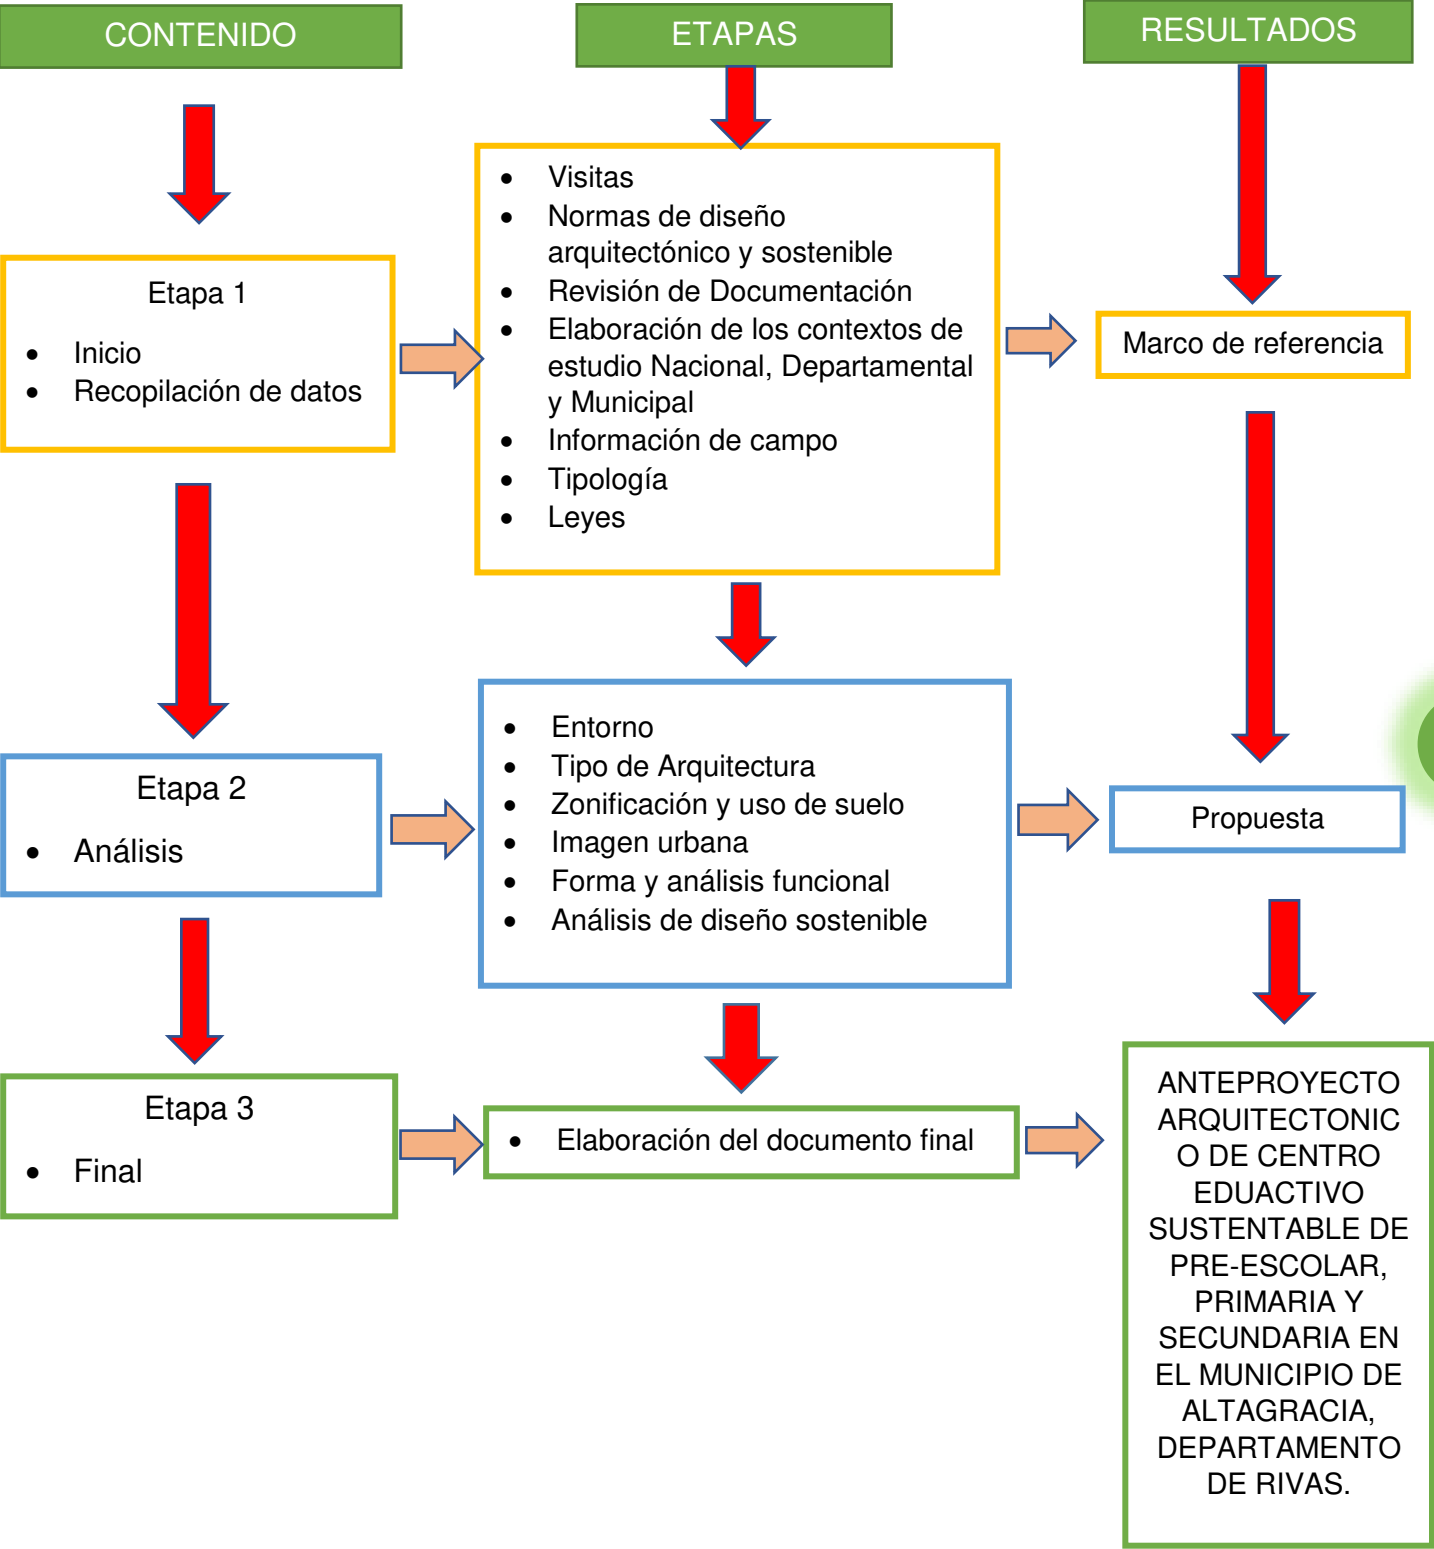 CONTENIDO
ETAPAS
RESULTADOS
Etapa 1
• Inicio
• Recopilación de datos
• Visitas
• Normas de diseño
arquitectónico y sostenible
• Revisión de Documentación
• Elaboración de los contextos de
estudio Nacional, Departamental
y Municipal
• Información de campo
• Tipología
• Leyes
Marco de referencia
Etapa 2
• Análisis
• Entorno
• Tipo de Arquitectura
• Zonificación y uso de suelo
• Imagen urbana
• Forma y análisis funcional
• Análisis de diseño sostenible
Propuesta
Etapa 3
• Final
• Elaboración del documento final
ANTEPROYECTO
ARQUITECTONIC
O DE CENTRO
EDUACTIVO
SUSTENTABLE DE
PRE-ESCOLAR,
PRIMARIA Y
SECUNDARIA EN
EL MUNICIPIO DE
ALTAGRACIA,
DEPARTAMENTO
DE RIVAS.